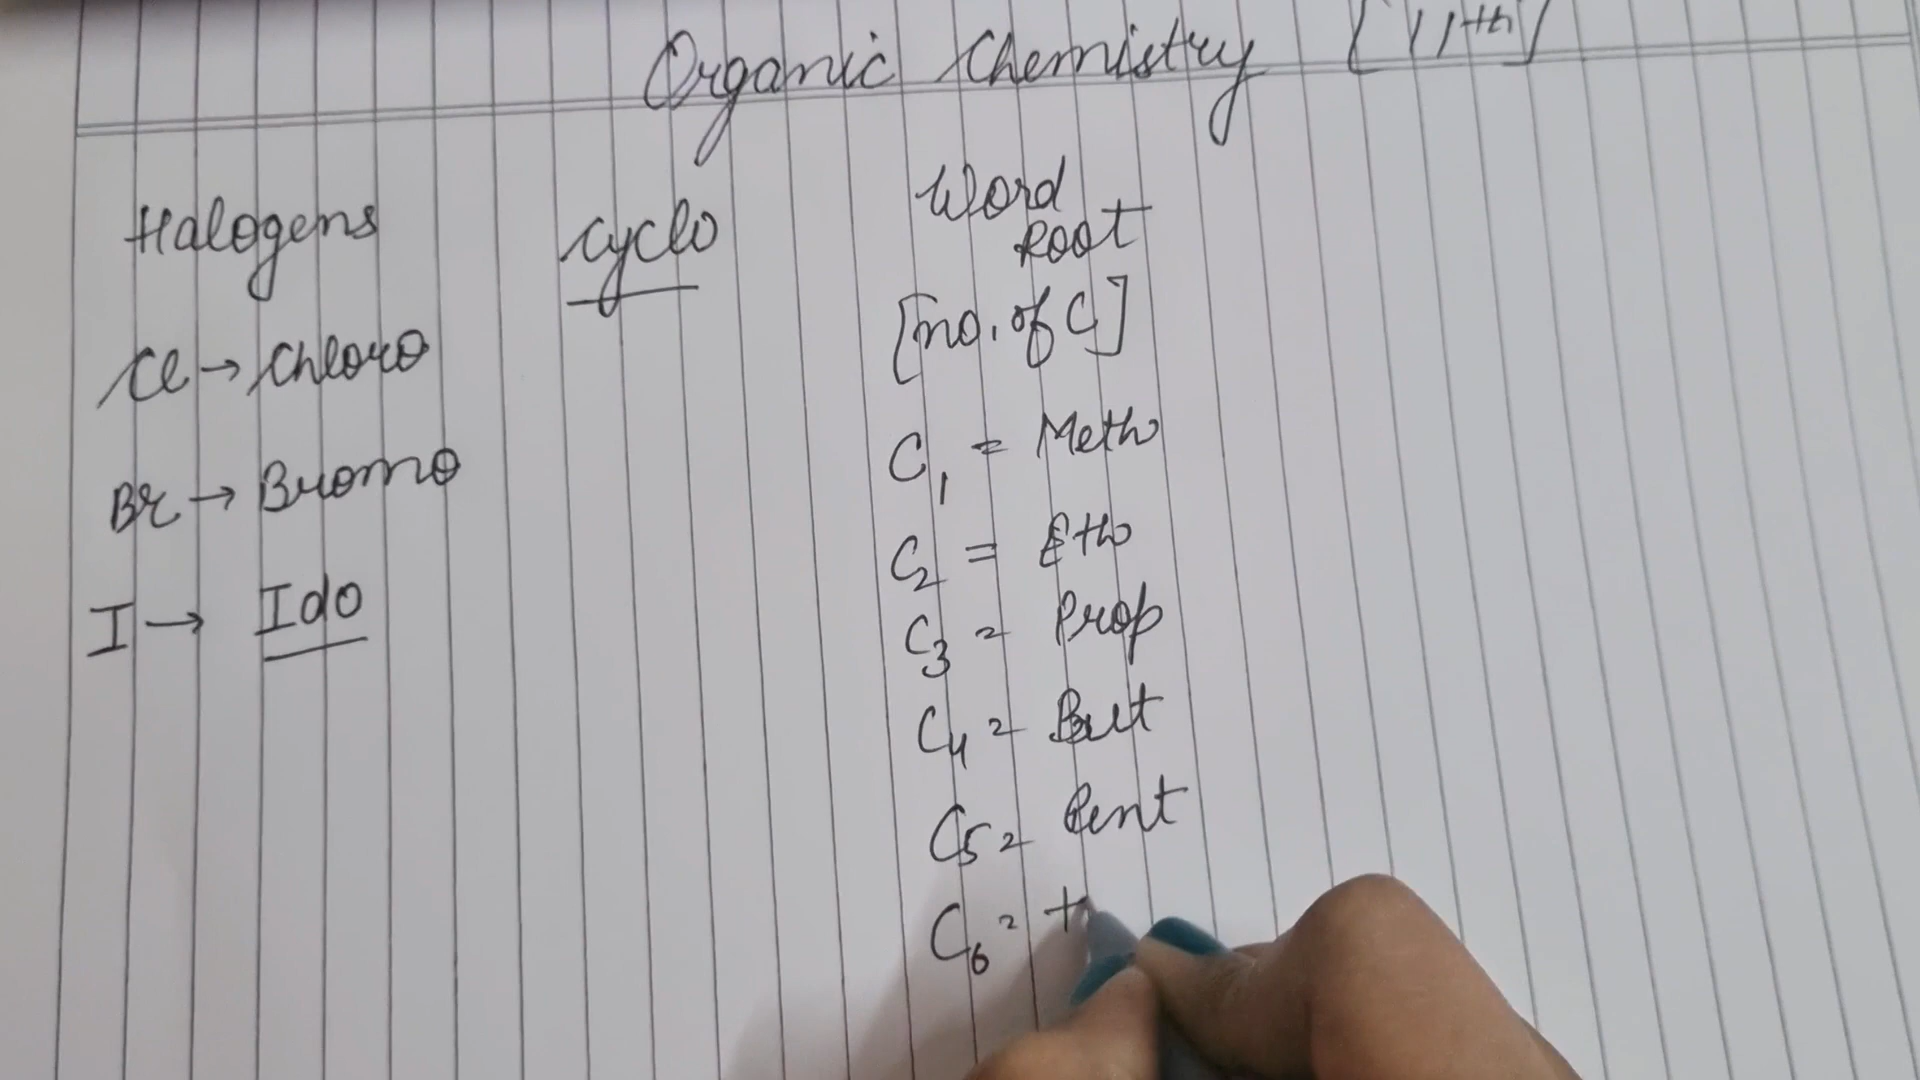 Organic Chemistry [11th]
Halogens
Cl → Chloro
Br → Bromo
I → Ido
Cyclo
Word
Root
[no. of C]
C1 = Meth
C2 = Eth
C3 = Prop
C4 = But
C5 = Pent
C6 =